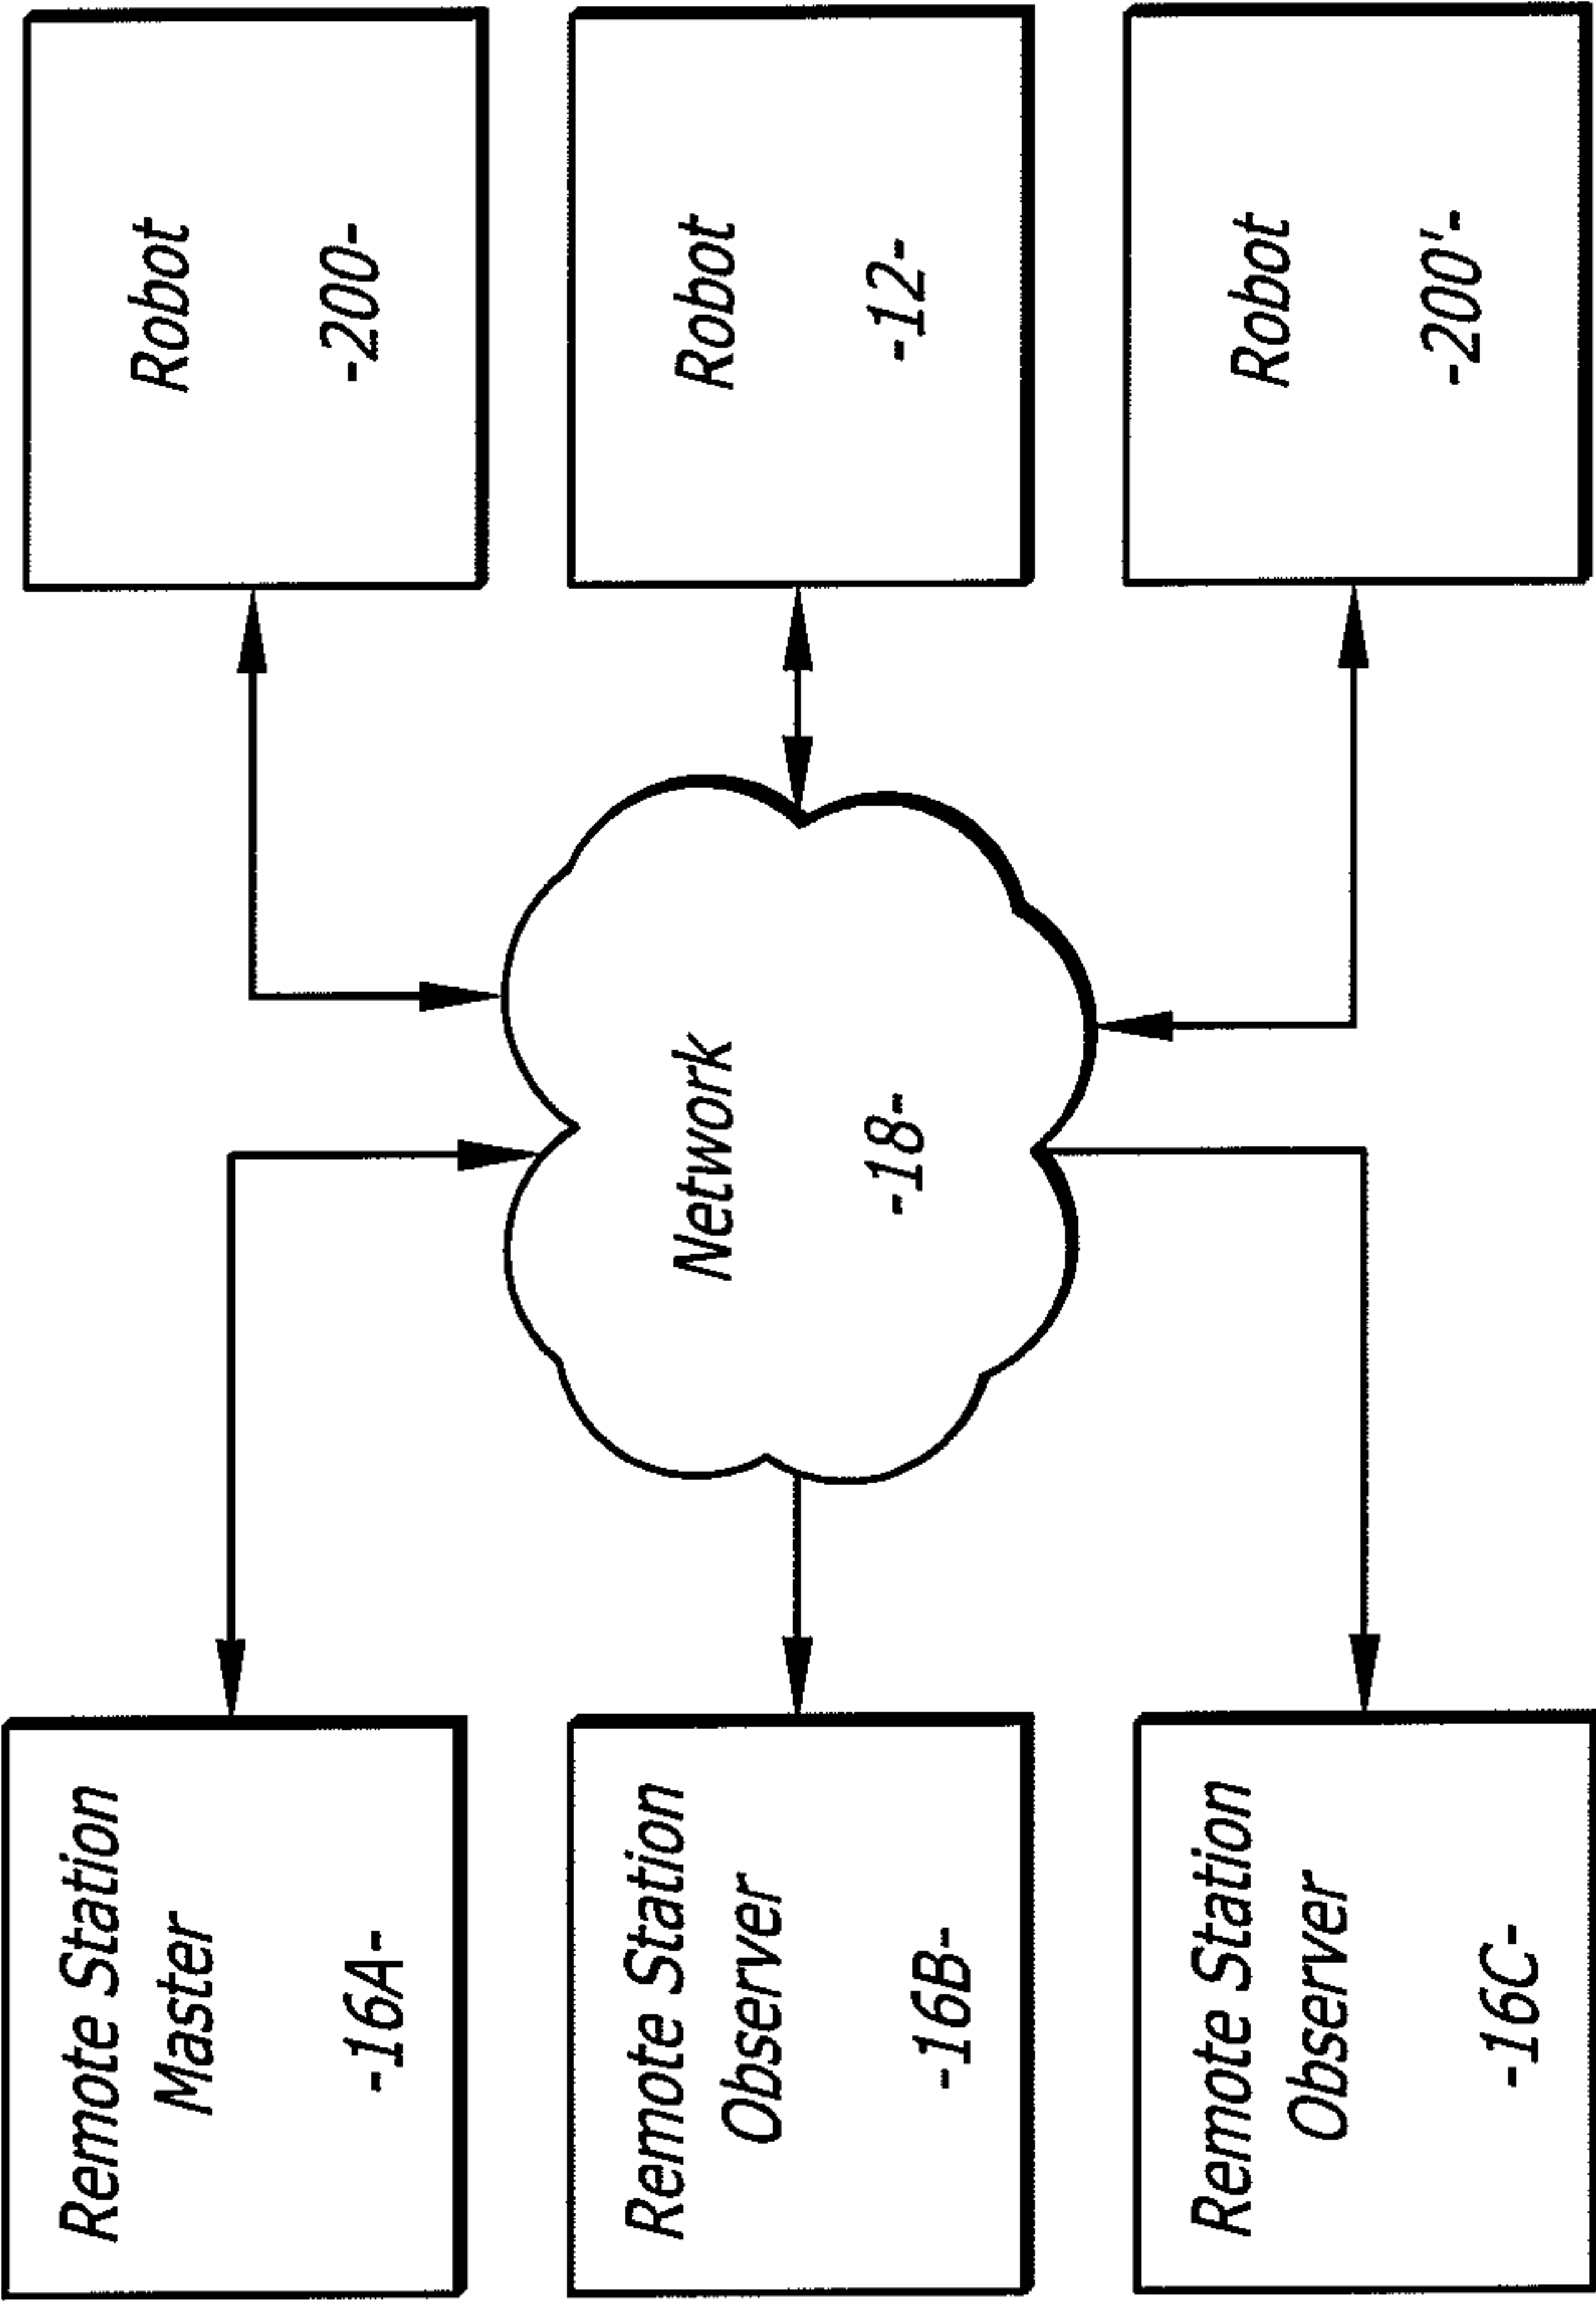 Remote Station
Master
-16A-
Remote Station
Observer
-16B-
Remote Station
Observer
-16C-
Network
-18-
Robot
-200-
Robot
-12-
Robot
-200'-